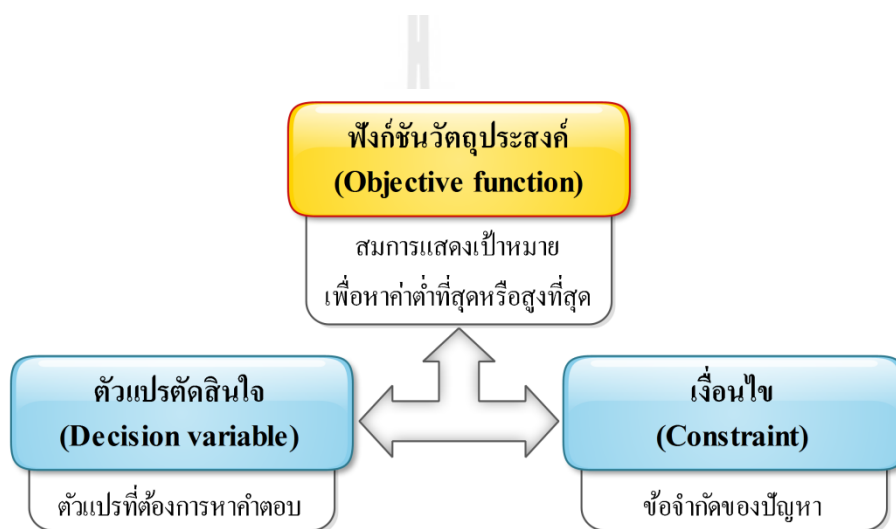 ฟังก์ชันวัตถุประสงค์
(Objective function)
สมการแสดงเป้าหมาย
เพื่อหาค่าต่ำที่สุดหรือสูงที่สุด
ตัวแปรตัดสินใจ
(Decision variable)
ตัวแปรที่ต้องการหาคำตอบ
เงื่อนไข
(Constraint)
ข้อจำกัดของปัญหา